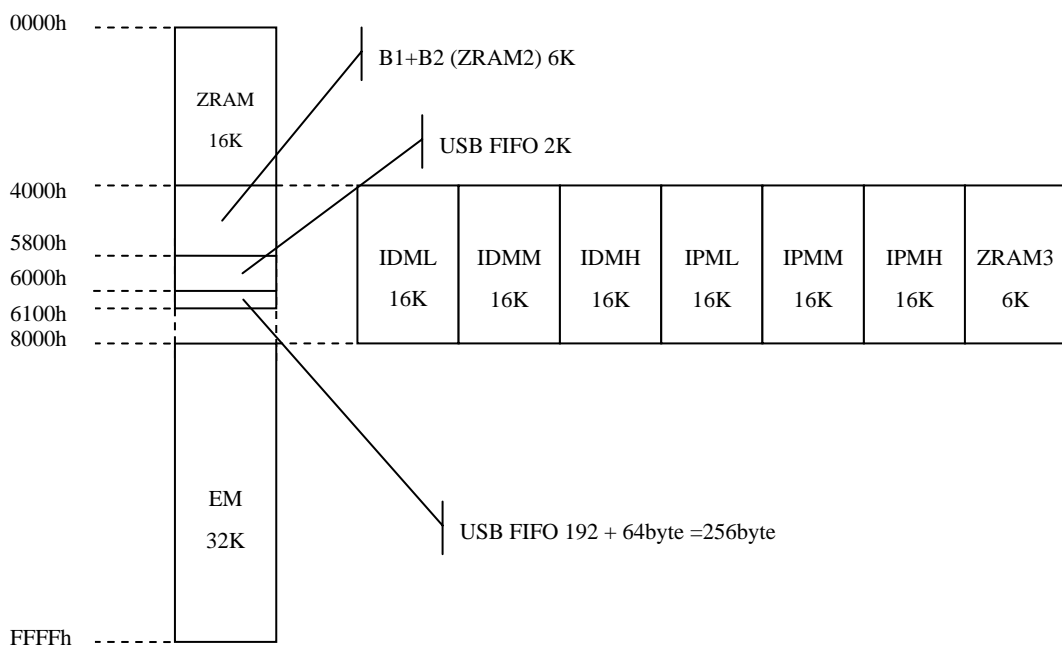 0000h
B1+B2 (ZRAM2) 6K
ZRAM
16K
USB FIFO 2K
4000h
5800h
6000h
6100h
8000h
IDML
16K
IDMM
16K
IDMH
16K
IPML
16K
IPMM
16K
IPMH
16K
ZRAM3
6K
EM
32K
USB FIFO 192 + 64byte =256byte
FFFFh